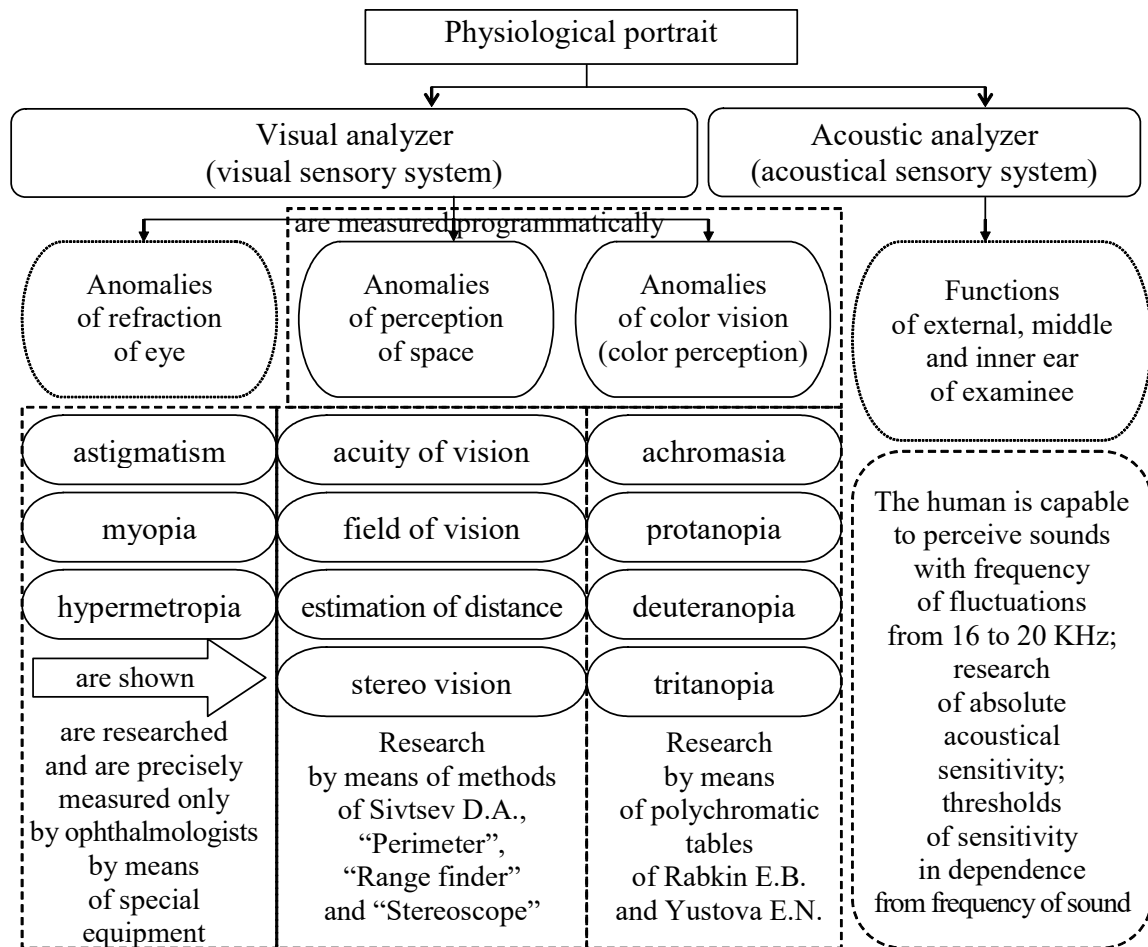 Physiological portrait
Visual analyzer
(visual sensory system)
Acoustic analyzer
(acoustical sensory system)
are measured programmatically
Anomalies
of refraction
of eye
Anomalies
of perception
of space
Anomalies
of color vision
(color perception)
Functions
of external, middle
and inner ear
of examinee
astigmatism
myopia
hypermetropia
are shown
are researched
and are precisely
measured only
by ophthalmologists
by means
of special
equipment
acuity of vision
field of vision
estimation of distance
stereo vision
Research
by means of methods
of Sivtsev D.A.,
“Perimeter”,
“Range finder”
and “Stereoscope”
achromasia
protanopia
deuteranopia
tritanopia
Research
by means
of polychromatic
tables
of Rabkin E.B.
and Yustova E.N.
The human is capable
to perceive sounds
with frequency
of fluctuations
from 16 to 20 KHz;
research
of absolute
acoustical
sensitivity;
thresholds
of sensitivity
in dependence
from frequency of sound